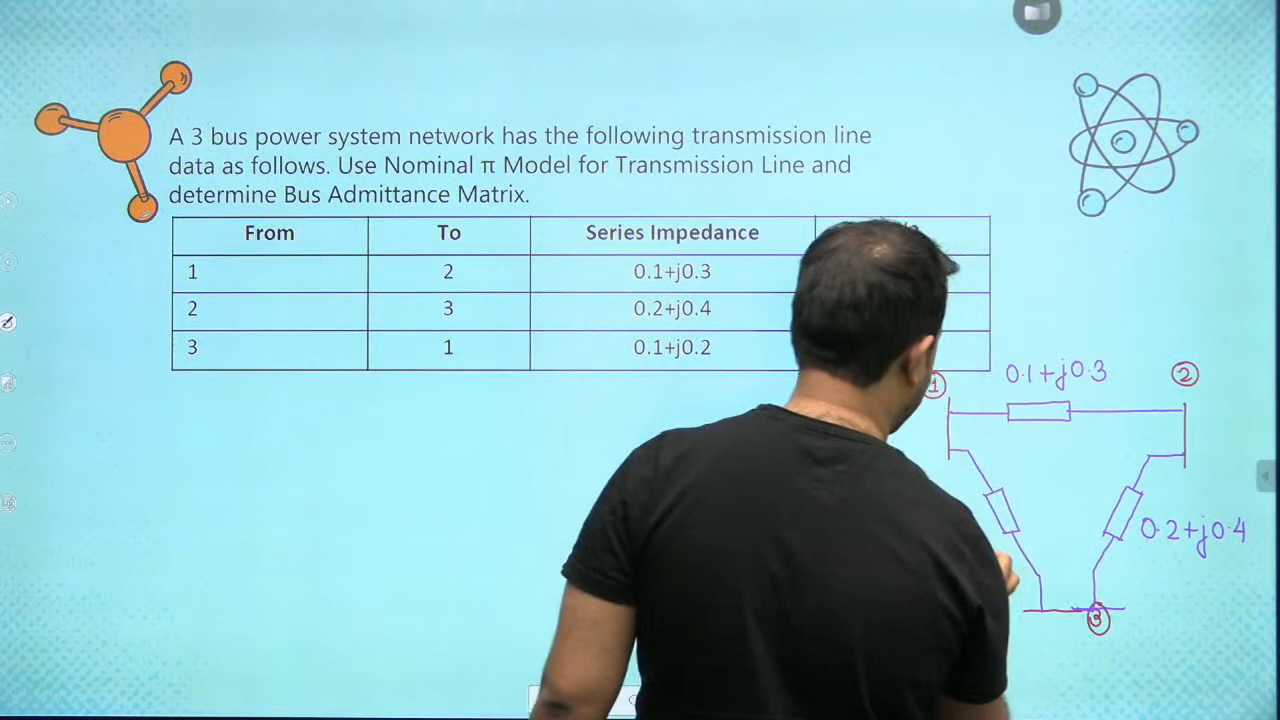 A 3 bus power system network has the following transmission line
data as follows. Use Nominal π Model for Transmission Line and
determine Bus Admittance Matrix.
From To Series Impedance
1 2 0.1+j0.3
2 3 0.2+j0.4
3 1 0.1+j0.2
1 0.1+j0.3 2
0.2+j0.4
3